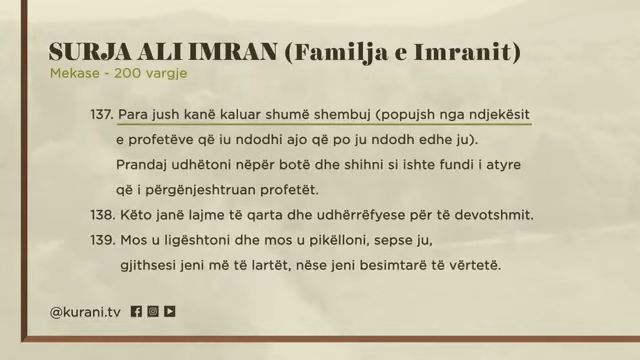 SURJA ALI IMRAN (Familja e Imranit)
Mekase - 200 vargje
137. Para jush kanë kaluar shumë shembuj (popujsh nga ndjekësit
e profetëve që iu ndodhi ajo që po ju ndodh edhe ju).
Prandaj udhëtoni nëpër botë dhe shihni si ishte fundi i atyre
që i përgënjeshtruan profetët.
138. Këto janë lajme të qarta dhe udhërrëfyese për të devotshmit.
139. Mos u ligështoni dhe mos u pikëlloni, sepse ju,
gjithsesi jeni më të lartët, nëse jeni besimtarë të vërtetë.
@kurani.tv